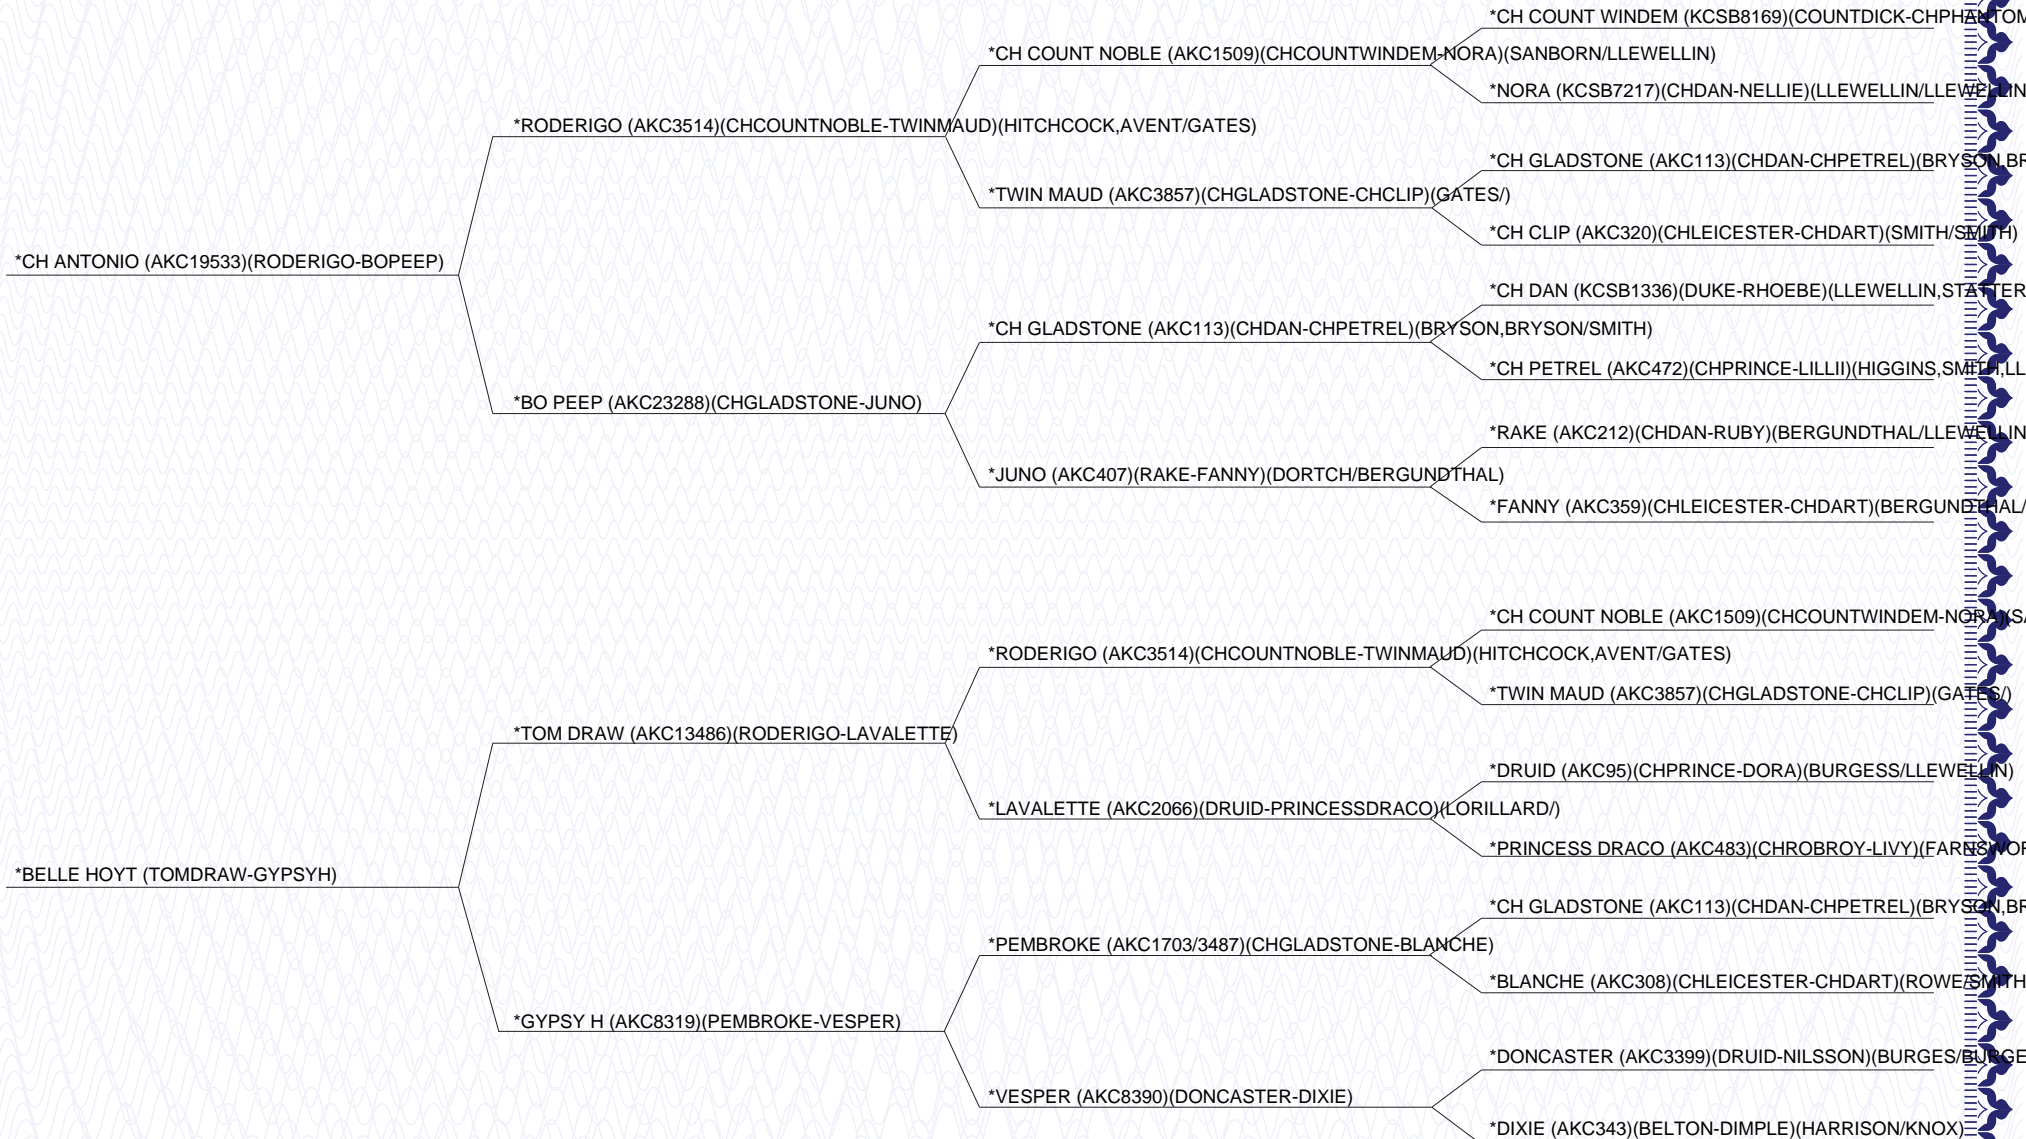 *CH COUNT WINDEM (KCSB8169)(COUNTDICK-CHPHANTOM
*CH COUNT NOBLE (AKC1509)(CHCOUNTWINDEM-NORA)(SANBORN/LLEWELLIN)
*NORA (KCSB7217)(CHDAN-NELLIE)(LLEWELLIN/LLEWELLIN
*RODERIGO (AKC3514)(CHCOUNTNOBLE-TWINMAUD)(HITCHCOCK,AVENT/GATES)
*CH GLADSTONE (AKC113)(CHDAN-CHPETREL)(BRYSON,BR
*TWIN MAUD (AKC3857)(CHGLADSTONE-CHCLIP)(GATES/)
*CH CLIP (AKC320)(CHLEICESTER-CHDART)(SMITH/SMITH)
*CH ANTONIO (AKC19533)(RODERIGO-BOPEEP)
*CH DAN (KCSB1336)(DUKE-RHOEBE)(LLEWELLIN,STATTER
*CH GLADSTONE (AKC113)(CHDAN-CHPETREL)(BRYSON,BRYSON/SMITH)
*CH PETREL (AKC472)(CHPRINCE-LILLII)(HIGGINS,SMITH,LL
*BO PEEP (AKC23288)(CHGLADSTONE-JUNO)
*RAKE (AKC212)(CHDAN-RUBY)(BERGUNDTHAL/LLEWELLIN
*JUNO (AKC407)(RAKE-FANNY)(DORTCH/BERGUNDTHAL)
*FANNY (AKC359)(CHLEICESTER-CHDART)(BERGUNDTHAL/
*CH COUNT NOBLE (AKC1509)(CHCOUNTWINDEM-NORA)(SA
*RODERIGO (AKC3514)(CHCOUNTNOBLE-TWINMAUD)(HITCHCOCK,AVENT/GATES)
*TWIN MAUD (AKC3857)(CHGLADSTONE-CHCLIP)(GATES/)
*TOM DRAW (AKC13486)(RODERIGO-LAVALETTE)
*DRUID (AKC95)(CHPRINCE-DORA)(BURGESS/LLEWELLIN)
*LAVALETTE (AKC2066)(DRUID-PRINCESSDRACO)(LORILLARD/)
*PRINCESS DRACO (AKC483)(CHROBROY-LIVY)(FARNSWOR
*BELLE HOYT (TOMDRAW-GYPSYH)
*CH GLADSTONE (AKC113)(CHDAN-CHPETREL)(BRYSON,BR
*PEMBROKE (AKC1703/3487)(CHGLADSTONE-BLANCHE)
*BLANCHE (AKC308)(CHLEICESTER-CHDART)(ROWE/SMITH
*GYPSY H (AKC8319)(PEMBROKE-VESPER)
*DONCASTER (AKC3399)(DRUID-NILSSON)(BURGES/BURGE
*VESPER (AKC8390)(DONCASTER-DIXIE)
*DIXIE (AKC343)(BELTON-DIMPLE)(HARRISON/KNOX)